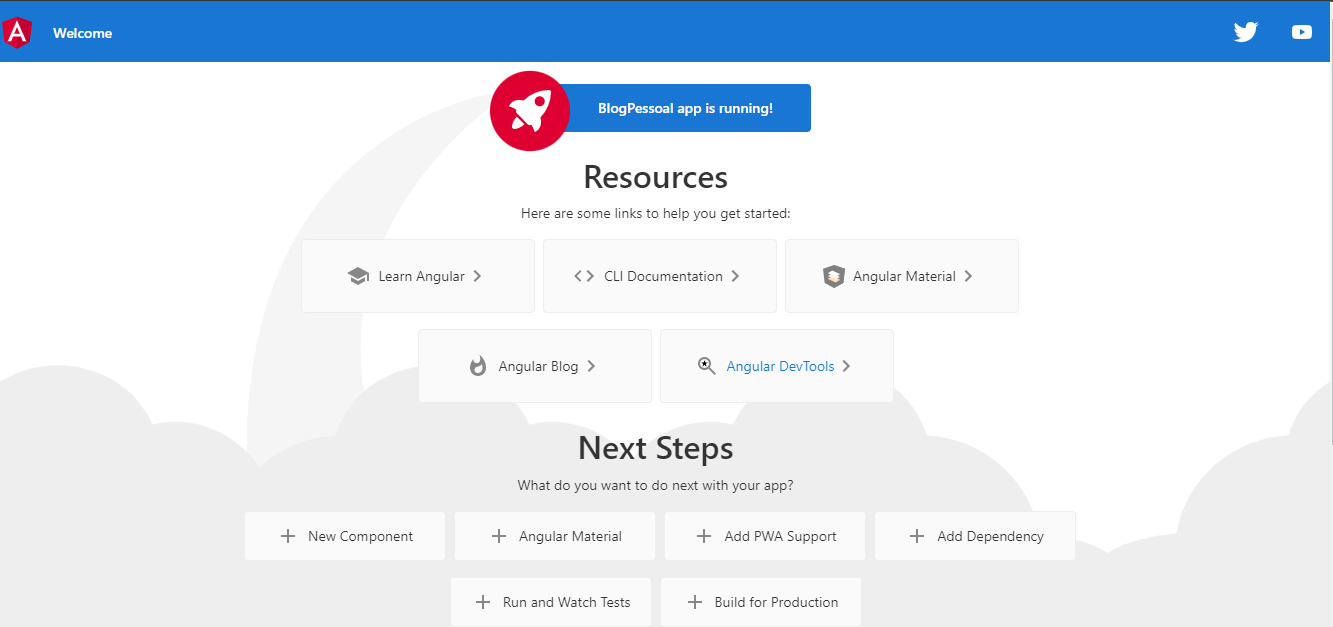 Welcome
BlogPessoal app is running!
Resources
Here are some links to help you get started:
Learn Angular
CLI Documentation
Angular Material
Angular Blog
Angular DevTools
Next Steps
What do you want to do next with your app?
New Component
Angular Material
Add PWA Support
Add Dependency
Run and Watch Tests
Build for Production